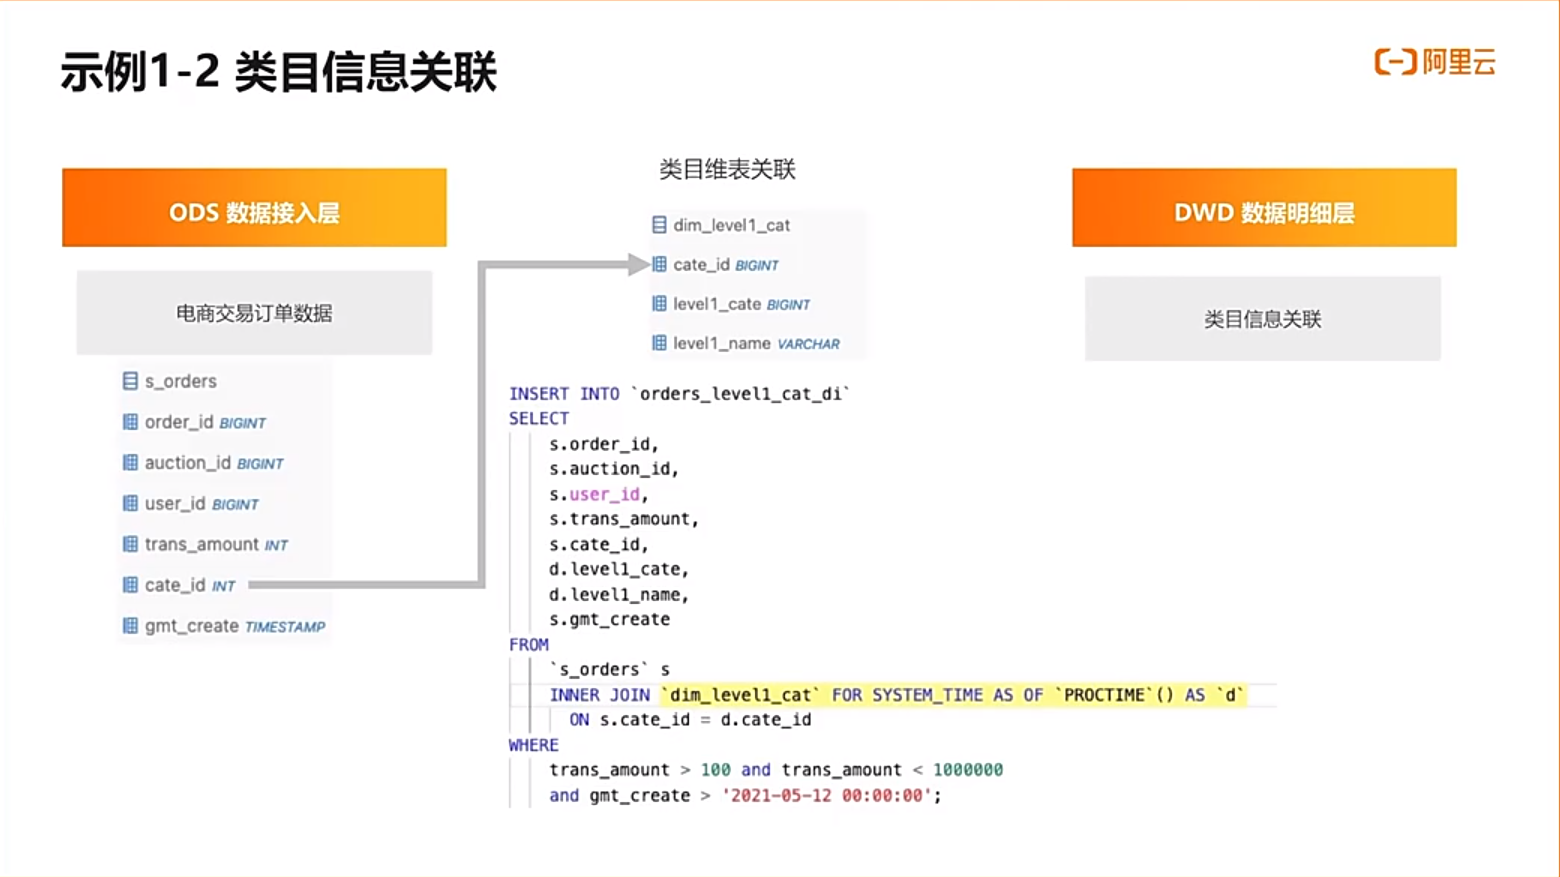 示例1-2 类目信息关联
阿里云
ODS 数据接入层
电商交易订单数据
s_orders
order_id BIGINT
auction_id BIGINT
user_id BIGINT
trans_amount INT
cate_id INT
gmt_create TIMESTAMP
类目维表关联
dim_level1_cat
cate_id BIGINT
level1_cate BIGINT
level1_name VARCHAR
INSERT INTO `orders_level1_cat_di`
SELECT
s.order_id,
s.auction_id,
s.user_id,
s.trans_amount,
s.cate_id,
d.level1_cate,
d.level1_name,
s.gmt_create
FROM
`s_orders` s
INNER JOIN `dim_level1_cat` FOR SYSTEM_TIME AS OF `PROCTIME`() AS `d`
ON s.cate_id = d.cate_id
WHERE
trans_amount > 100 and trans_amount < 1000000
and gmt_create > '2021-05-12 00:00:00';
DWD 数据明细层
类目信息关联